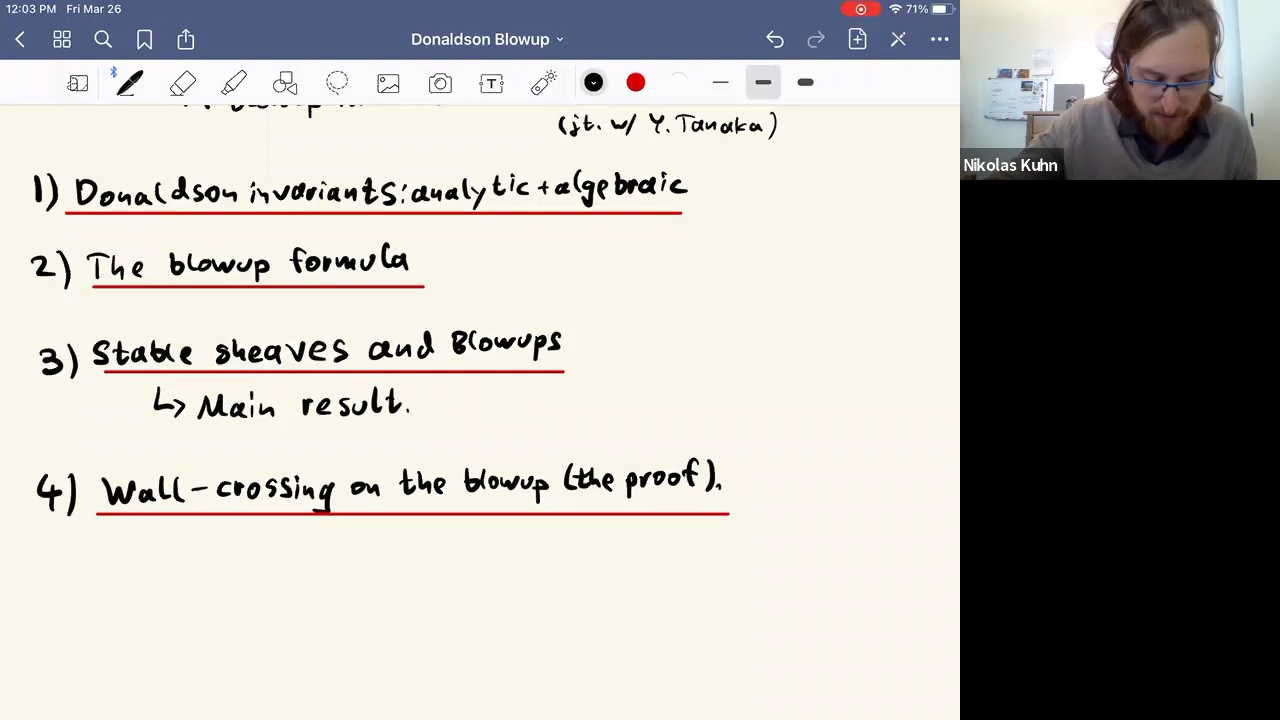 12:03 PM Fri Mar 26
71%
Donaldson Blowup
(jt. w/ Y. Tanaka)
1) Donaldson invariants: analytic + algebraic
2) The blowup formula
3) Stable sheaves and Blowups
↳ Main result.
4) Wall-crossing on the blowup (the proof).
Nikolas Kuhn